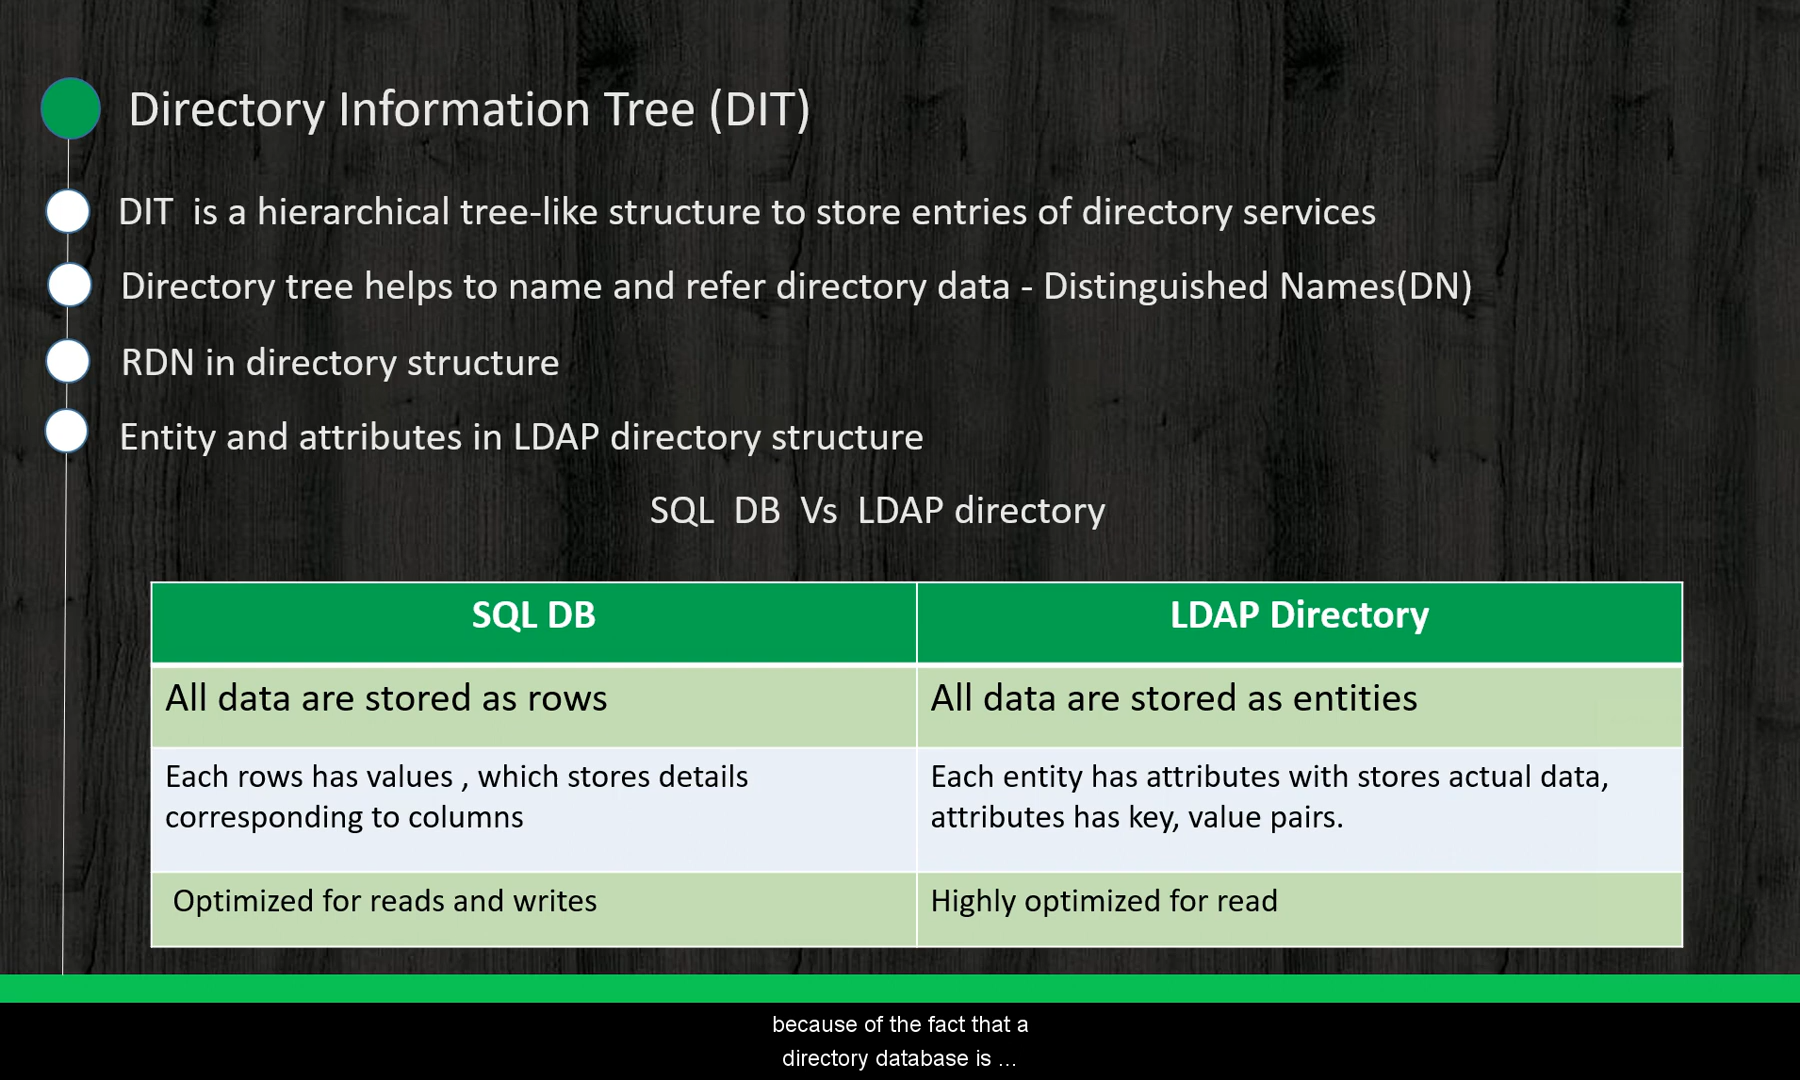 Directory Information Tree (DIT)
DIT  is a hierarchical tree-like structure to store entries of directory services
Directory tree helps to name and refer directory data - Distinguished Names(DN)
RDN in directory structure
Entity and attributes in LDAP directory structure
SQL  DB  Vs  LDAP directory
SQL DB
LDAP Directory
All data are stored as rows
All data are stored as entities
Each rows has values , which stores details
corresponding to columns
Each entity has attributes with stores actual data,
attributes has key, value pairs.
Optimized for reads and writes
Highly optimized for read
because of the fact that a
directory database is ...